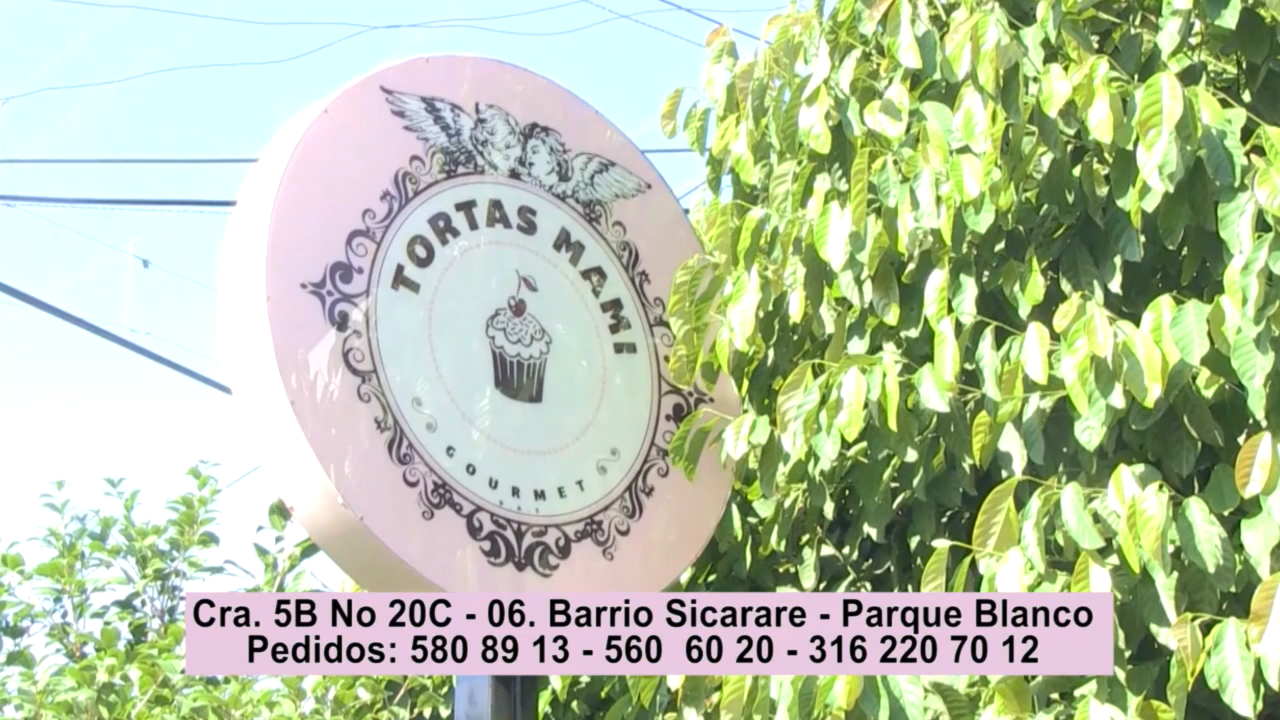 TORTAS MAMI
GOURMET
Cra. 5B No 20C - 06. Barrio Sicarare - Parque Blanco
Pedidos: 580 89 13 - 560  60 20 - 316 220 70 12